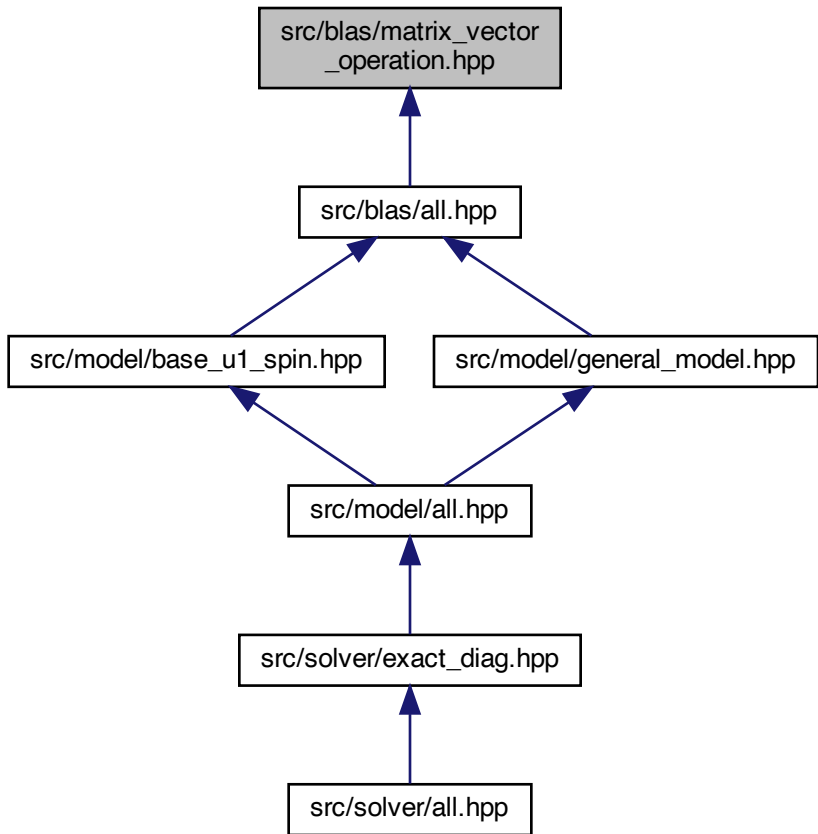 src/blas/matrix_vector
_operation.hpp
src/blas/all.hpp
src/model/base_u1_spin.hpp
src/model/general_model.hpp
src/model/all.hpp
src/solver/exact_diag.hpp
src/solver/all.hpp